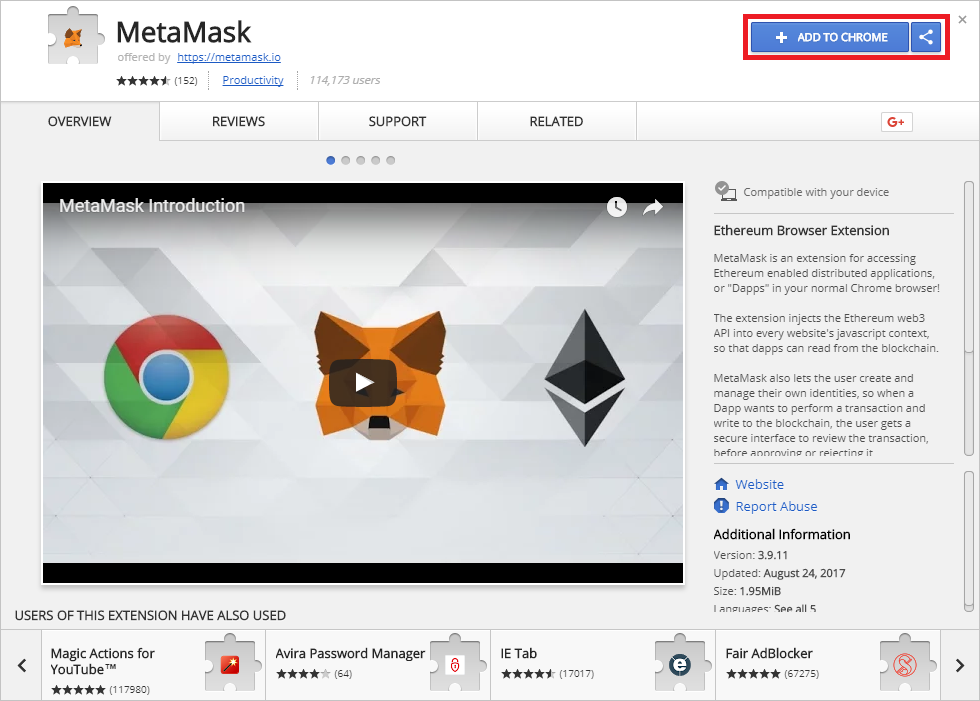 MetaMask
offered by https://metamask.io
(152) Productivity 114,173 users
ADD TO CHROME
OVERVIEW REVIEWS SUPPORT RELATED
G+
MetaMask Introduction
Compatible with your device
Ethereum Browser Extension
MetaMask is an extension for accessing
Ethereum enabled distributed applications,
or "Dapps" in your normal Chrome browser!
The extension injects the Ethereum web3
API into every website's javascript context,
so that dapps can read from the blockchain.
MetaMask also lets the user create and
manage their own identities, so when a
Dapp wants to perform a transaction and
write to the blockchain, the user gets a
secure interface to review the transaction,
before approving or rejecting it
Website
Report Abuse
Additional Information
Version: 3.9.11
Updated: August 24, 2017
Size: 1.95MiB
Languages: See all 5
USERS OF THIS EXTENSION HAVE ALSO USED
Magic Actions for
YouTube™
(117980)
Avira Password Manager
(64)
IE Tab
(17017)
Fair AdBlocker
(67275)